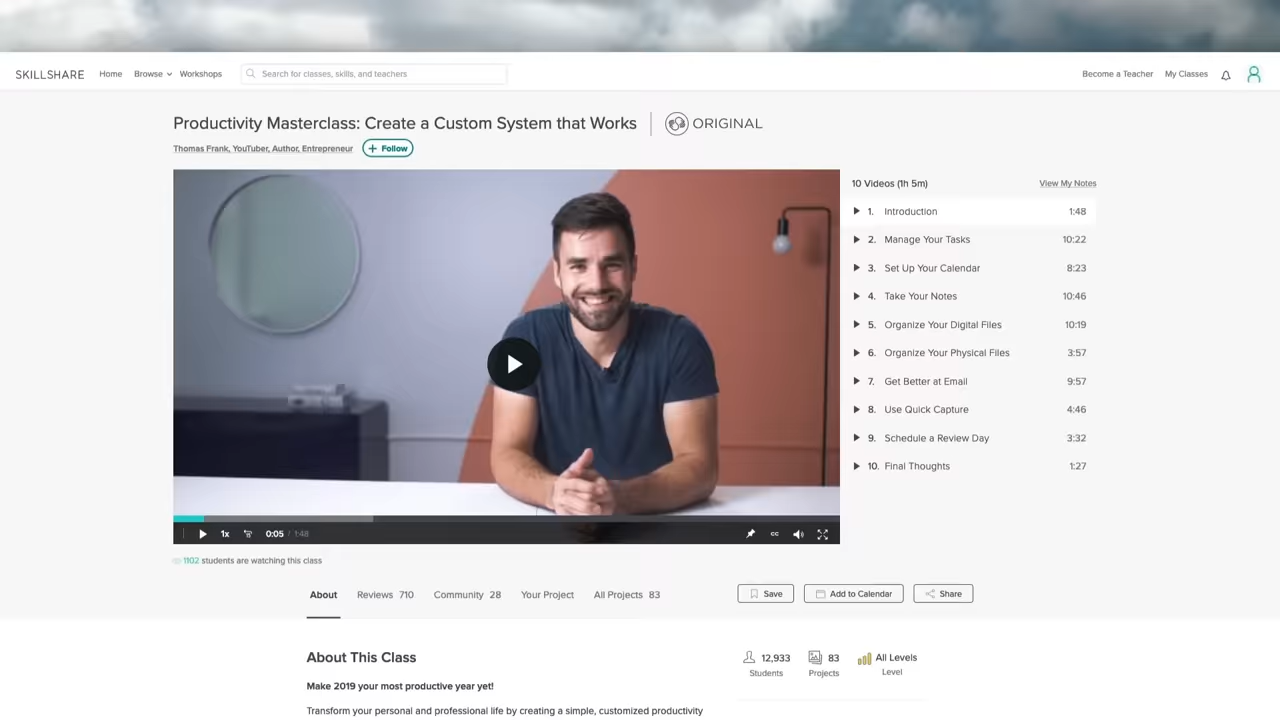 SKILLSHARE Home Browse Workshops Search for classes, skills, and teachers Become a Teacher My Classes
Productivity Masterclass: Create a Custom System that Works ORIGINAL
Thomas Frank, YouTuber, Author, Entrepreneur + Follow
10 Videos (1h 5m) View My Notes
1. Introduction 1:48
2. Manage Your Tasks 10:22
3. Set Up Your Calendar 8:23
4. Take Your Notes 10:46
5. Organize Your Digital Files 10:19
6. Organize Your Physical Files 3:57
7. Get Better at Email 9:57
8. Use Quick Capture 4:46
9. Schedule a Review Day 3:32
10. Final Thoughts 1:27
1x 0:05 / 1:48 CC
1102 students are watching this class
About Reviews 710 Community 28 Your Project All Projects 83 Save Add to Calendar Share
About This Class
12,933 Students
83 Projects
All Levels Level
Make 2019 your most productive year yet!
Transform your personal and professional life by creating a simple, customized productivity